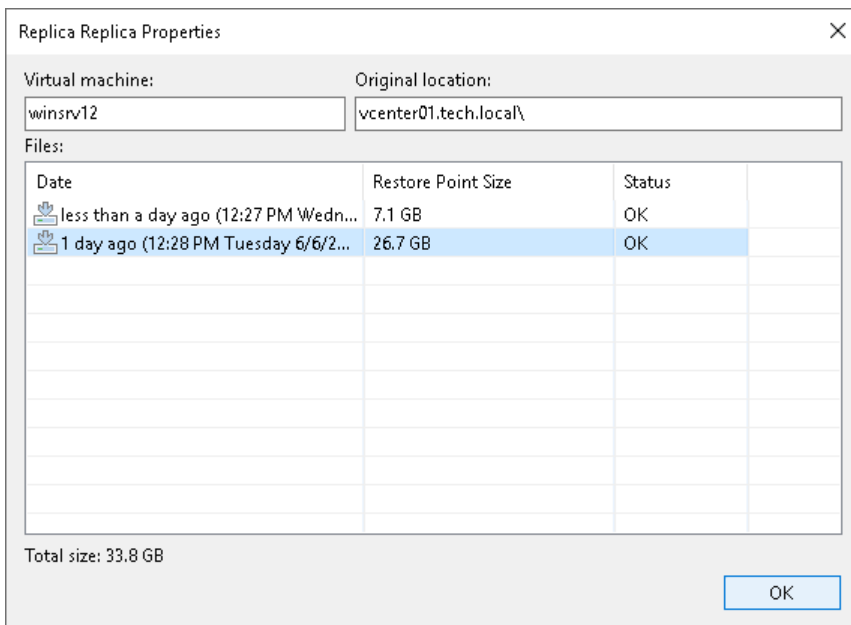 Replica Replica Properties
Virtual machine: Original location:
winsrv12 vcenter01.tech.local\
Files:
Date Restore Point Size Status
less than a day ago (12:27 PM Wedn... 7.1 GB OK
1 day ago (12:28 PM Tuesday 6/6/2... 26.7 GB OK
Total size: 33.8 GB
OK